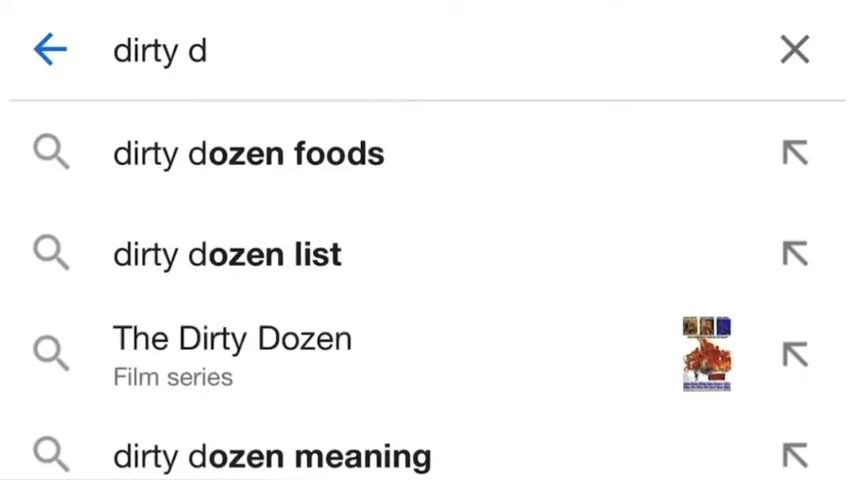 dirty d
dirty dozen foods
dirty dozen list
The Dirty Dozen
Film series
dirty dozen meaning